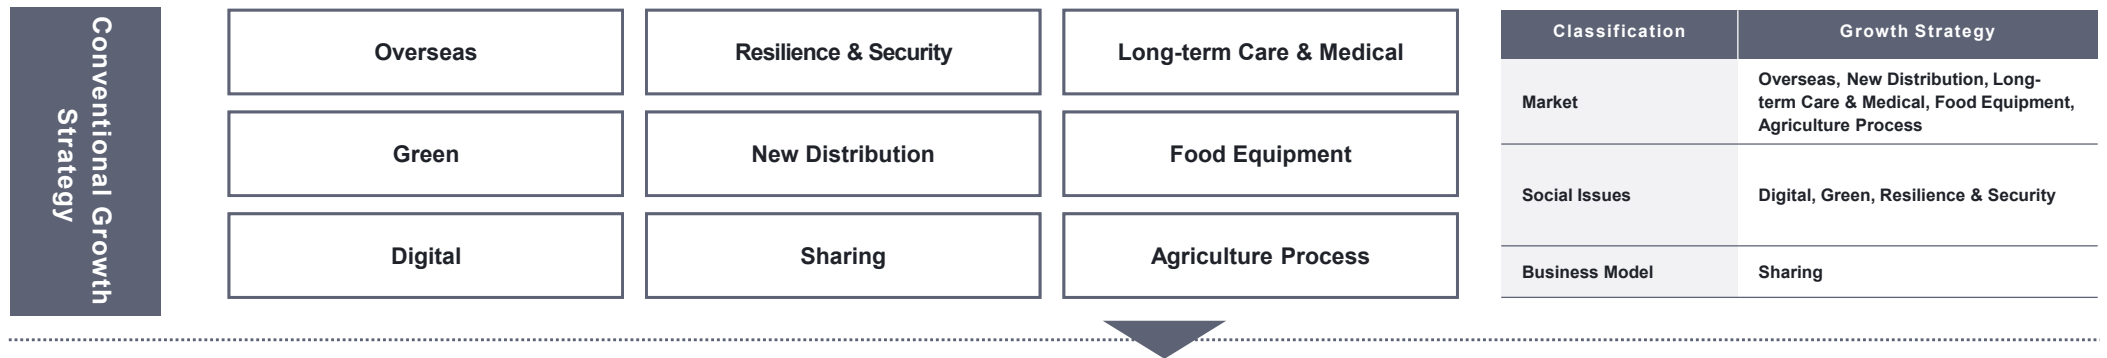 Conventional Growth
Strategy
Overseas
Resilience & Security
Long-term Care & Medical
Green
New Distribution
Food Equipment
Digital
Sharing
Agriculture Process
Classification
Growth Strategy
Market
Overseas, New Distribution, Long-
term Care & Medical, Food Equipment,
Agriculture Process
Social Issues
Digital, Green, Resilience & Security
Business Model
Sharing